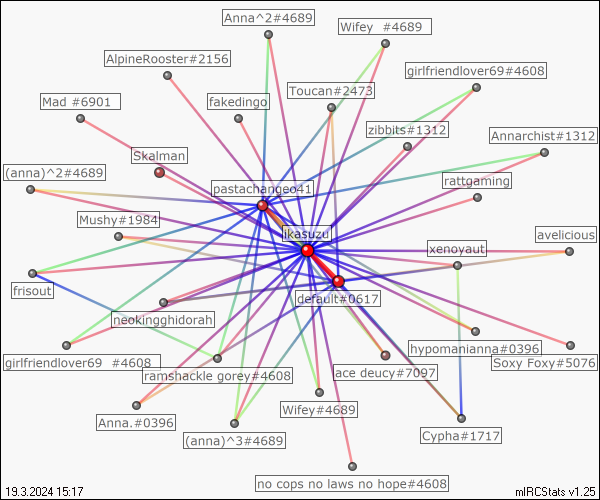 Anna^2#4689
Wifey  #4689
AlpineRooster#2156
girlfriendlover69#4608
Toucan#2473
Mad #6901
fakedingo
zibbits#1312
Annarchist#1312
Skalman
(anna)^2#4689
pastachangeo41
rattgaming
Mushy#1984
ikasuzu
avelicious
xenoyaut
frisout
default#0617
neokingghidorah
hypomanianna#0396
girlfriendlover69  #4608
Soxy Foxy#5076
ramshackle gorey#4608
ace deucy#7097
Wifey#4689
Anna.#0396
(anna)^3#4689
Cypha#1717
no cops no laws no hope#4608
19.3.2024 15:17
mIRCStats v1.25